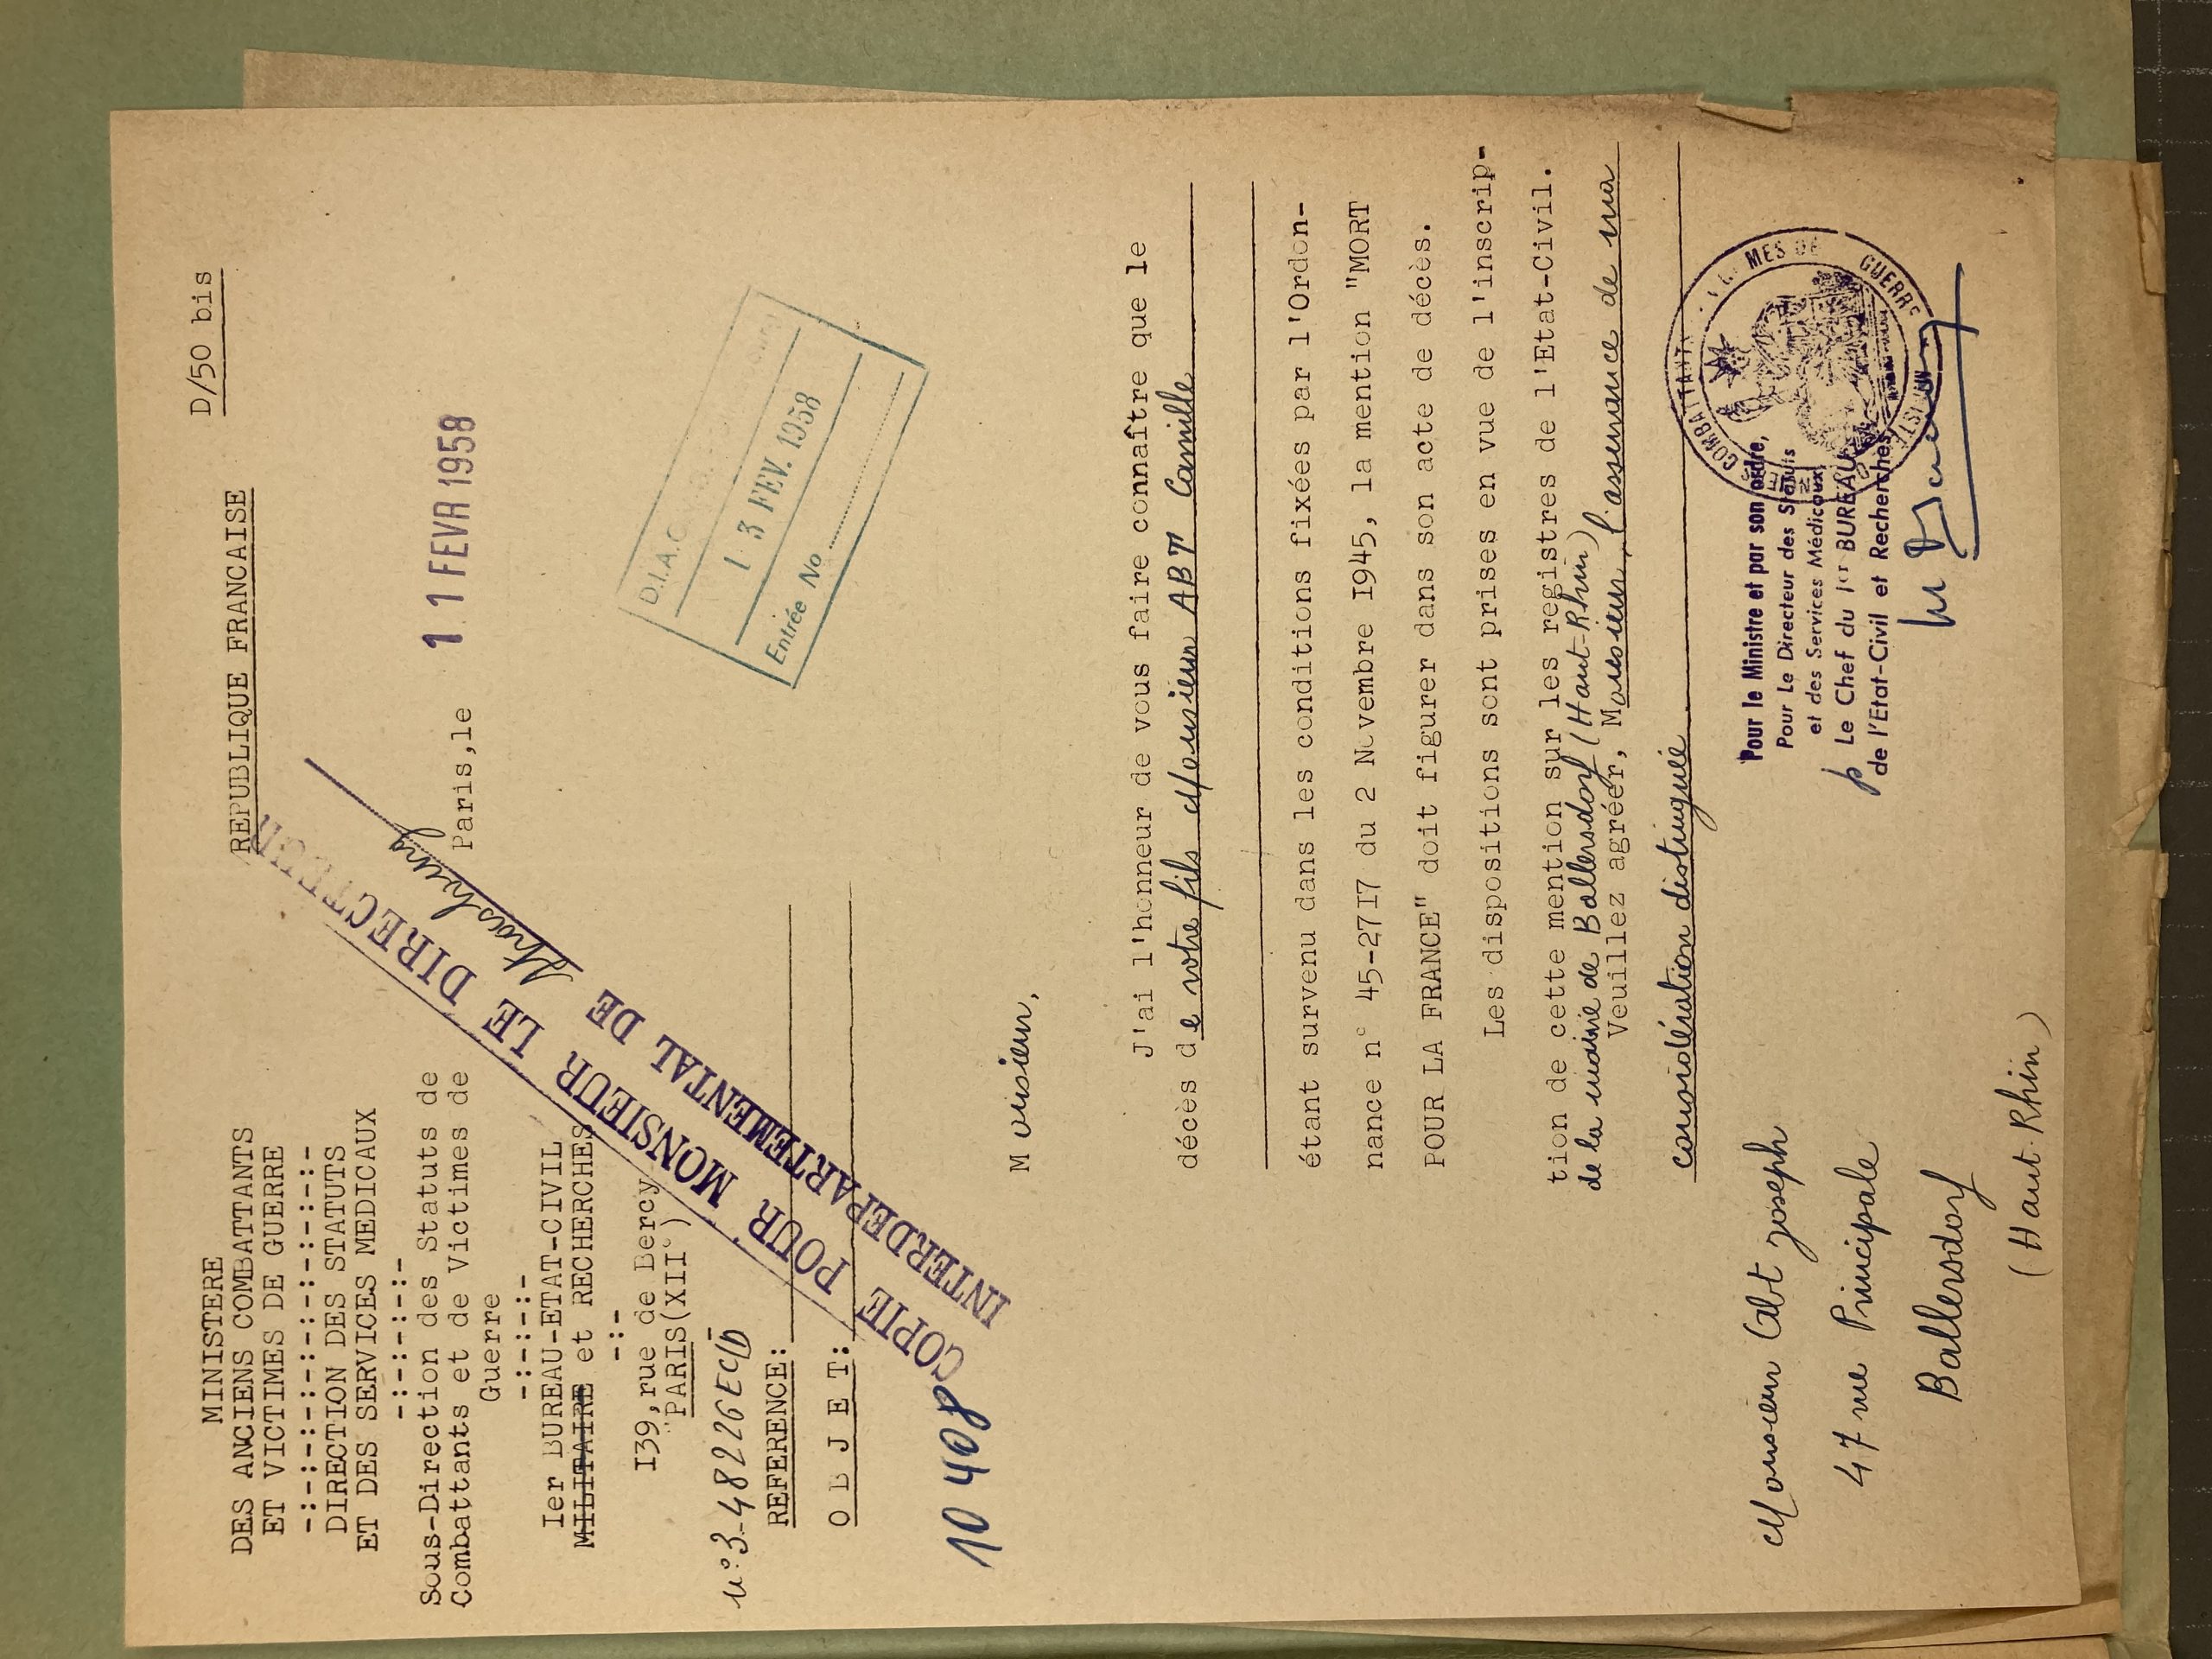 D/50 bis
MINISTERE
DES ANCIENS COMBATTANTS
ET VICTIMES DE GUERRE
-:-:-:-:-:-:-:-:-:-:-:-
DIRECTION DES STATUTS
ET DES SERVICES MEDICAUX
-:-:-:-:-:-
Sous-Direction des Statuts de
Combattants et de Victimes de
Guerre
-:-:-:-:-
Ier BUREAU-ETAT-CIVIL
MILITAIRE et RECHERCHES
-:-
I39,rue de Bercy
PARIS(XII°)
n°3-48226 EC/D
REFERENCE:
O B J E T:
REPUBLIQUE FRANCAISE
Paris,le 11 FEVR 1958
COPIE POUR MONSIEUR LE DIRECTEUR
INTERDEPARTEMENTAL DE Strasbourg
10 408
D.I.A.C.
13 FEV. 1958
Entrée No
Monsieur,
J'ai l'honneur de vous faire connaître que le
décès de votre fils Monsieur ABT Camille
étant survenu dans les conditions fixées par l'Ordon-
nance n° 45-27I7 du 2 Novembre I945, la mention "MORT
POUR LA FRANCE" doit figurer dans son acte de décès.
Les dispositions sont prises en vue de l'inscrip-
tion de cette mention sur les registres de l'Etat-Civil.
de la mairie de Ballersdorf (Haut-Rhin)
Veuillez agréer, Monsieur, l'assurance de ma
considération distinguée
Pour le Ministre et par son ordre,
Pour Le Directeur des Statuts
et des Services Médicaux
p Le Chef du 1er BUREAU
de l'Etat-Civil et Recherches
COMBATTANTS
MES DE GUERRE
Monsieur Abt Joseph
47 rue Principale
Ballersdorf
(Haut-Rhin)